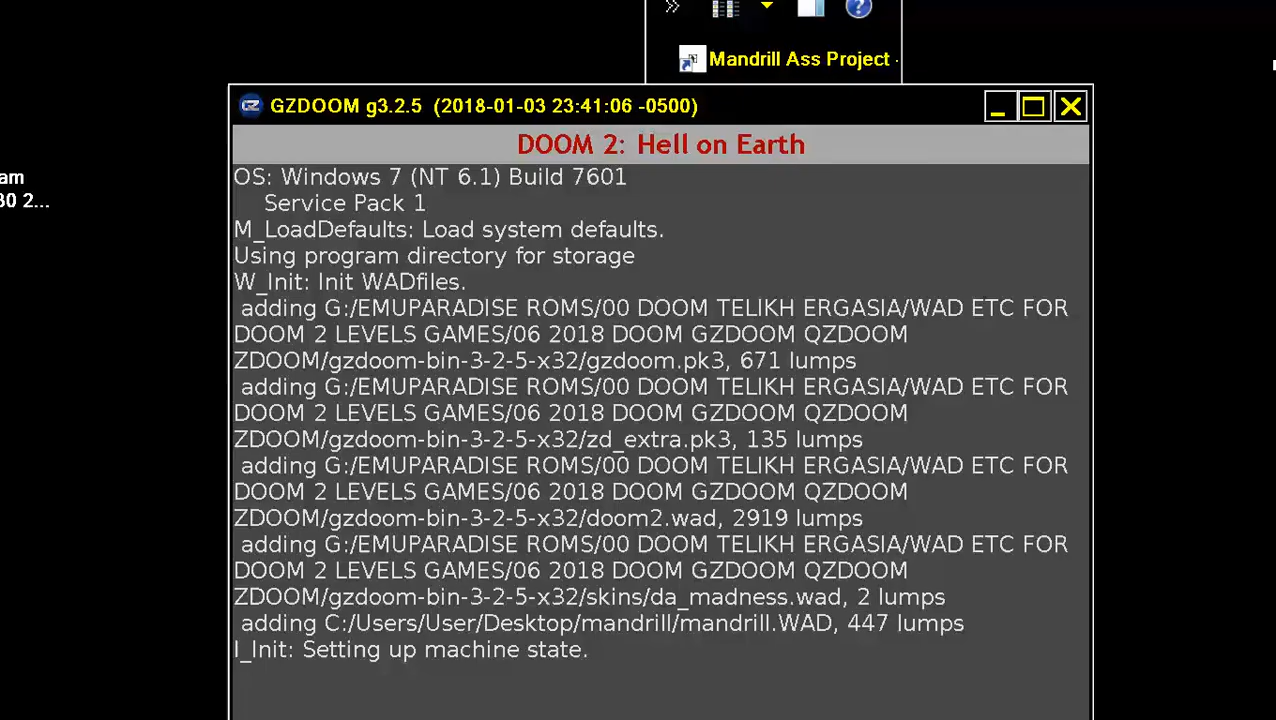 Mandrill Ass Project -
GZDOOM g3.2.5 (2018-01-03 23:41:06 -0500)
DOOM 2: Hell on Earth
am
30 2...
OS: Windows 7 (NT 6.1) Build 7601
Service Pack 1
M_LoadDefaults: Load system defaults.
Using program directory for storage
W_Init: Init WADfiles.
adding G:/EMUPARADISE ROMS/00 DOOM TELIKH ERGASIA/WAD ETC FOR
DOOM 2 LEVELS GAMES/06 2018 DOOM GZDOOM QZDOOM
ZDOOM/gzdoom-bin-3-2-5-x32/gzdoom.pk3, 671 lumps
adding G:/EMUPARADISE ROMS/00 DOOM TELIKH ERGASIA/WAD ETC FOR
DOOM 2 LEVELS GAMES/06 2018 DOOM GZDOOM QZDOOM
ZDOOM/gzdoom-bin-3-2-5-x32/zd_extra.pk3, 135 lumps
adding G:/EMUPARADISE ROMS/00 DOOM TELIKH ERGASIA/WAD ETC FOR
DOOM 2 LEVELS GAMES/06 2018 DOOM GZDOOM QZDOOM
ZDOOM/gzdoom-bin-3-2-5-x32/doom2.wad, 2919 lumps
adding G:/EMUPARADISE ROMS/00 DOOM TELIKH ERGASIA/WAD ETC FOR
DOOM 2 LEVELS GAMES/06 2018 DOOM GZDOOM QZDOOM
ZDOOM/gzdoom-bin-3-2-5-x32/skins/da_madness.wad, 2 lumps
adding C:/Users/User/Desktop/mandrill/mandrill.WAD, 447 lumps
I_Init: Setting up machine state.